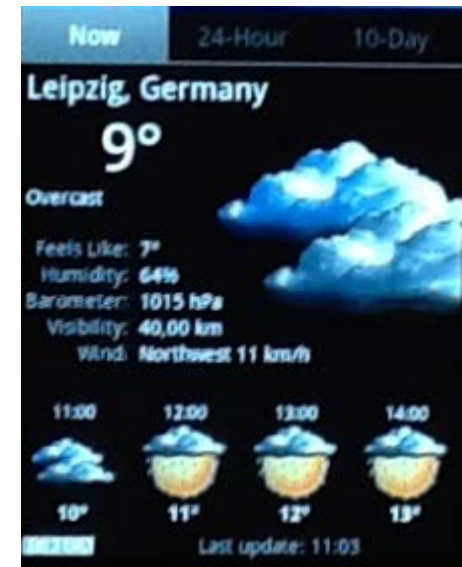 Now 24-Hour 10-Day
Leipzig, Germany
9°
Overcast
Feels Like: 7°
Humidity: 64%
Barometer: 1015 hPa
Visibility: 40,00 km
Wind: Northwest 11 km/h
11:00 12:00 13:00 14:00
10° 11° 12° 13°
Last update: 11:03